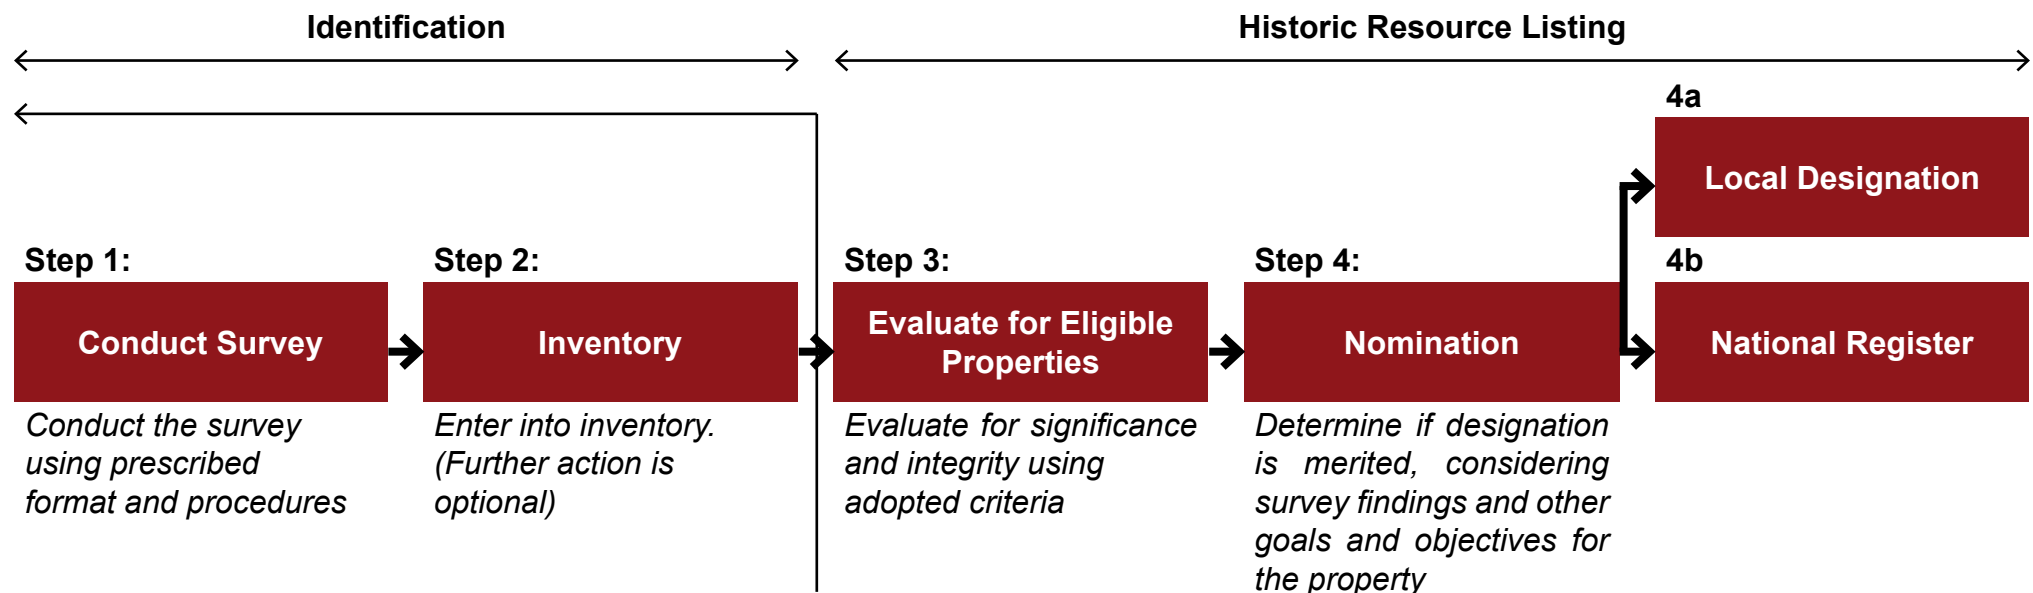 Identification
Historic Resource Listing
4a
Local Designation
Step 1:
Step 2:
Step 3:
Step 4:
4b
Conduct Survey
Inventory
Evaluate for Eligible
Properties
Nomination
National Register
Conduct the survey
using prescribed
format and procedures
Enter into inventory.
(Further action is
optional)
Evaluate for significance
and integrity using
adopted criteria
Determine if designation
is merited, considering
survey findings and other
goals and objectives for
the property